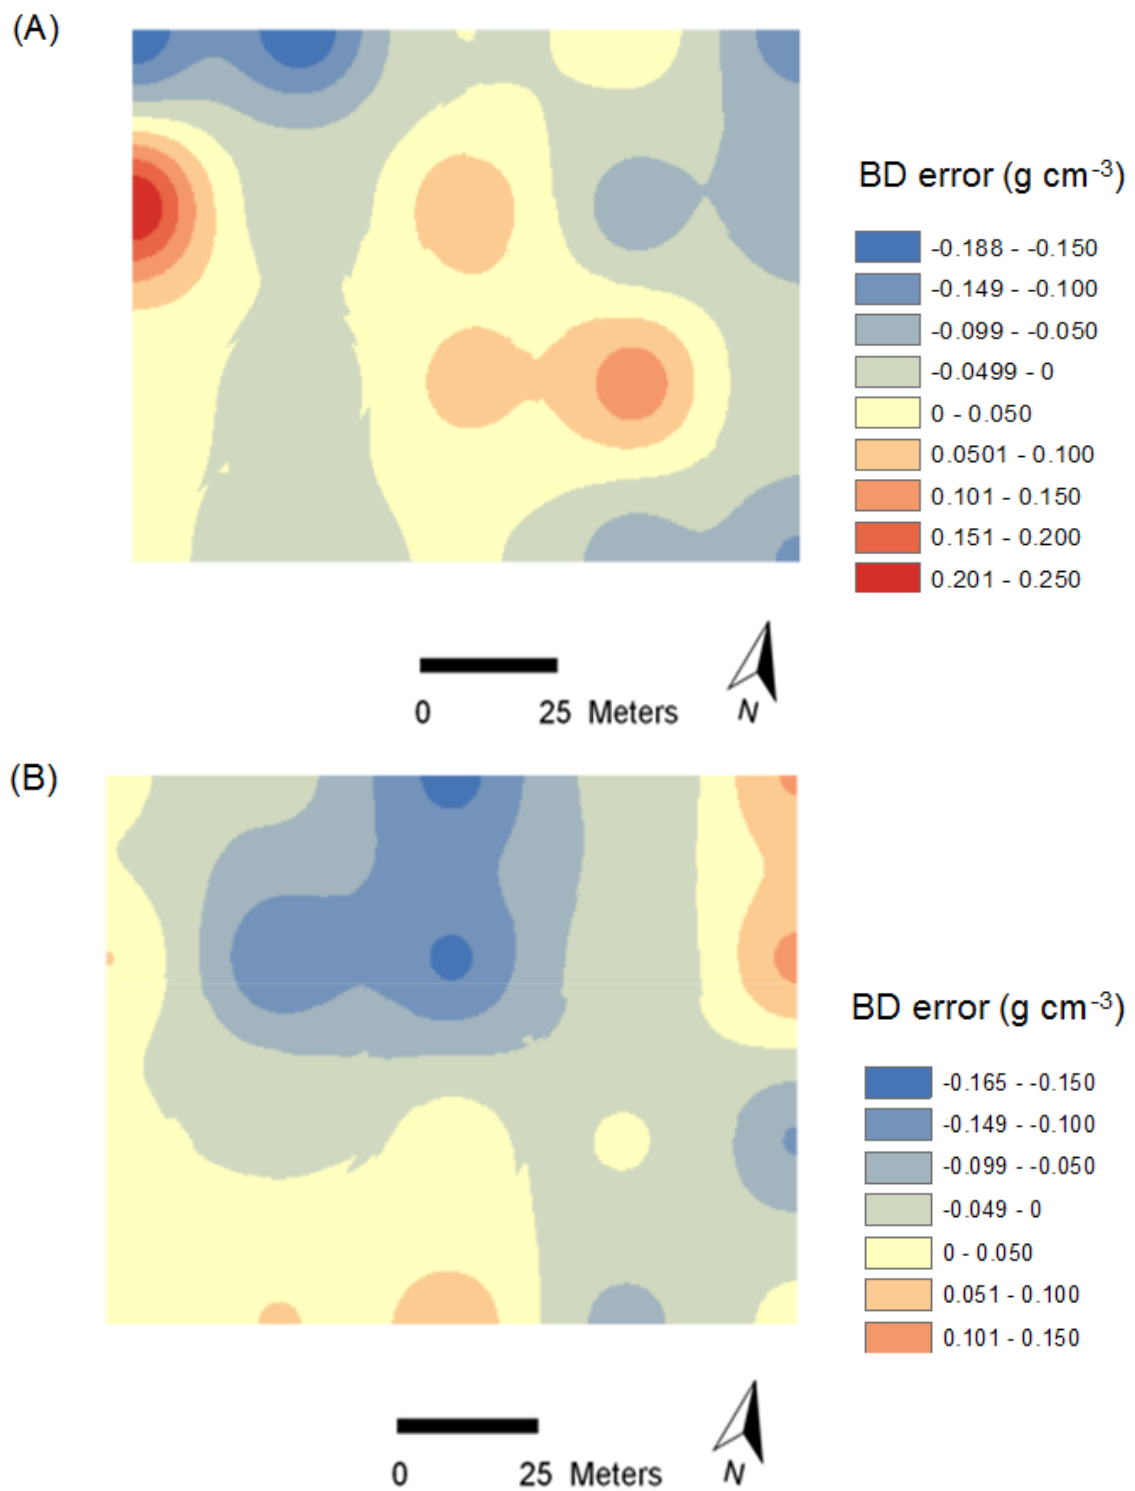 (A)
BD error (g cm-3)
-0.188 - -0.150
-0.149 - -0.100
-0.099 - -0.050
-0.0499 - 0
0 - 0.050
0.0501 - 0.100
0.101 - 0.150
0.151 - 0.200
0.201 - 0.250
0 25 Meters N
(B)
BD error (g cm-3)
-0.165 - -0.150
-0.149 - -0.100
-0.099 - -0.050
-0.049 - 0
0 - 0.050
0.051 - 0.100
0.101 - 0.150
0 25 Meters N